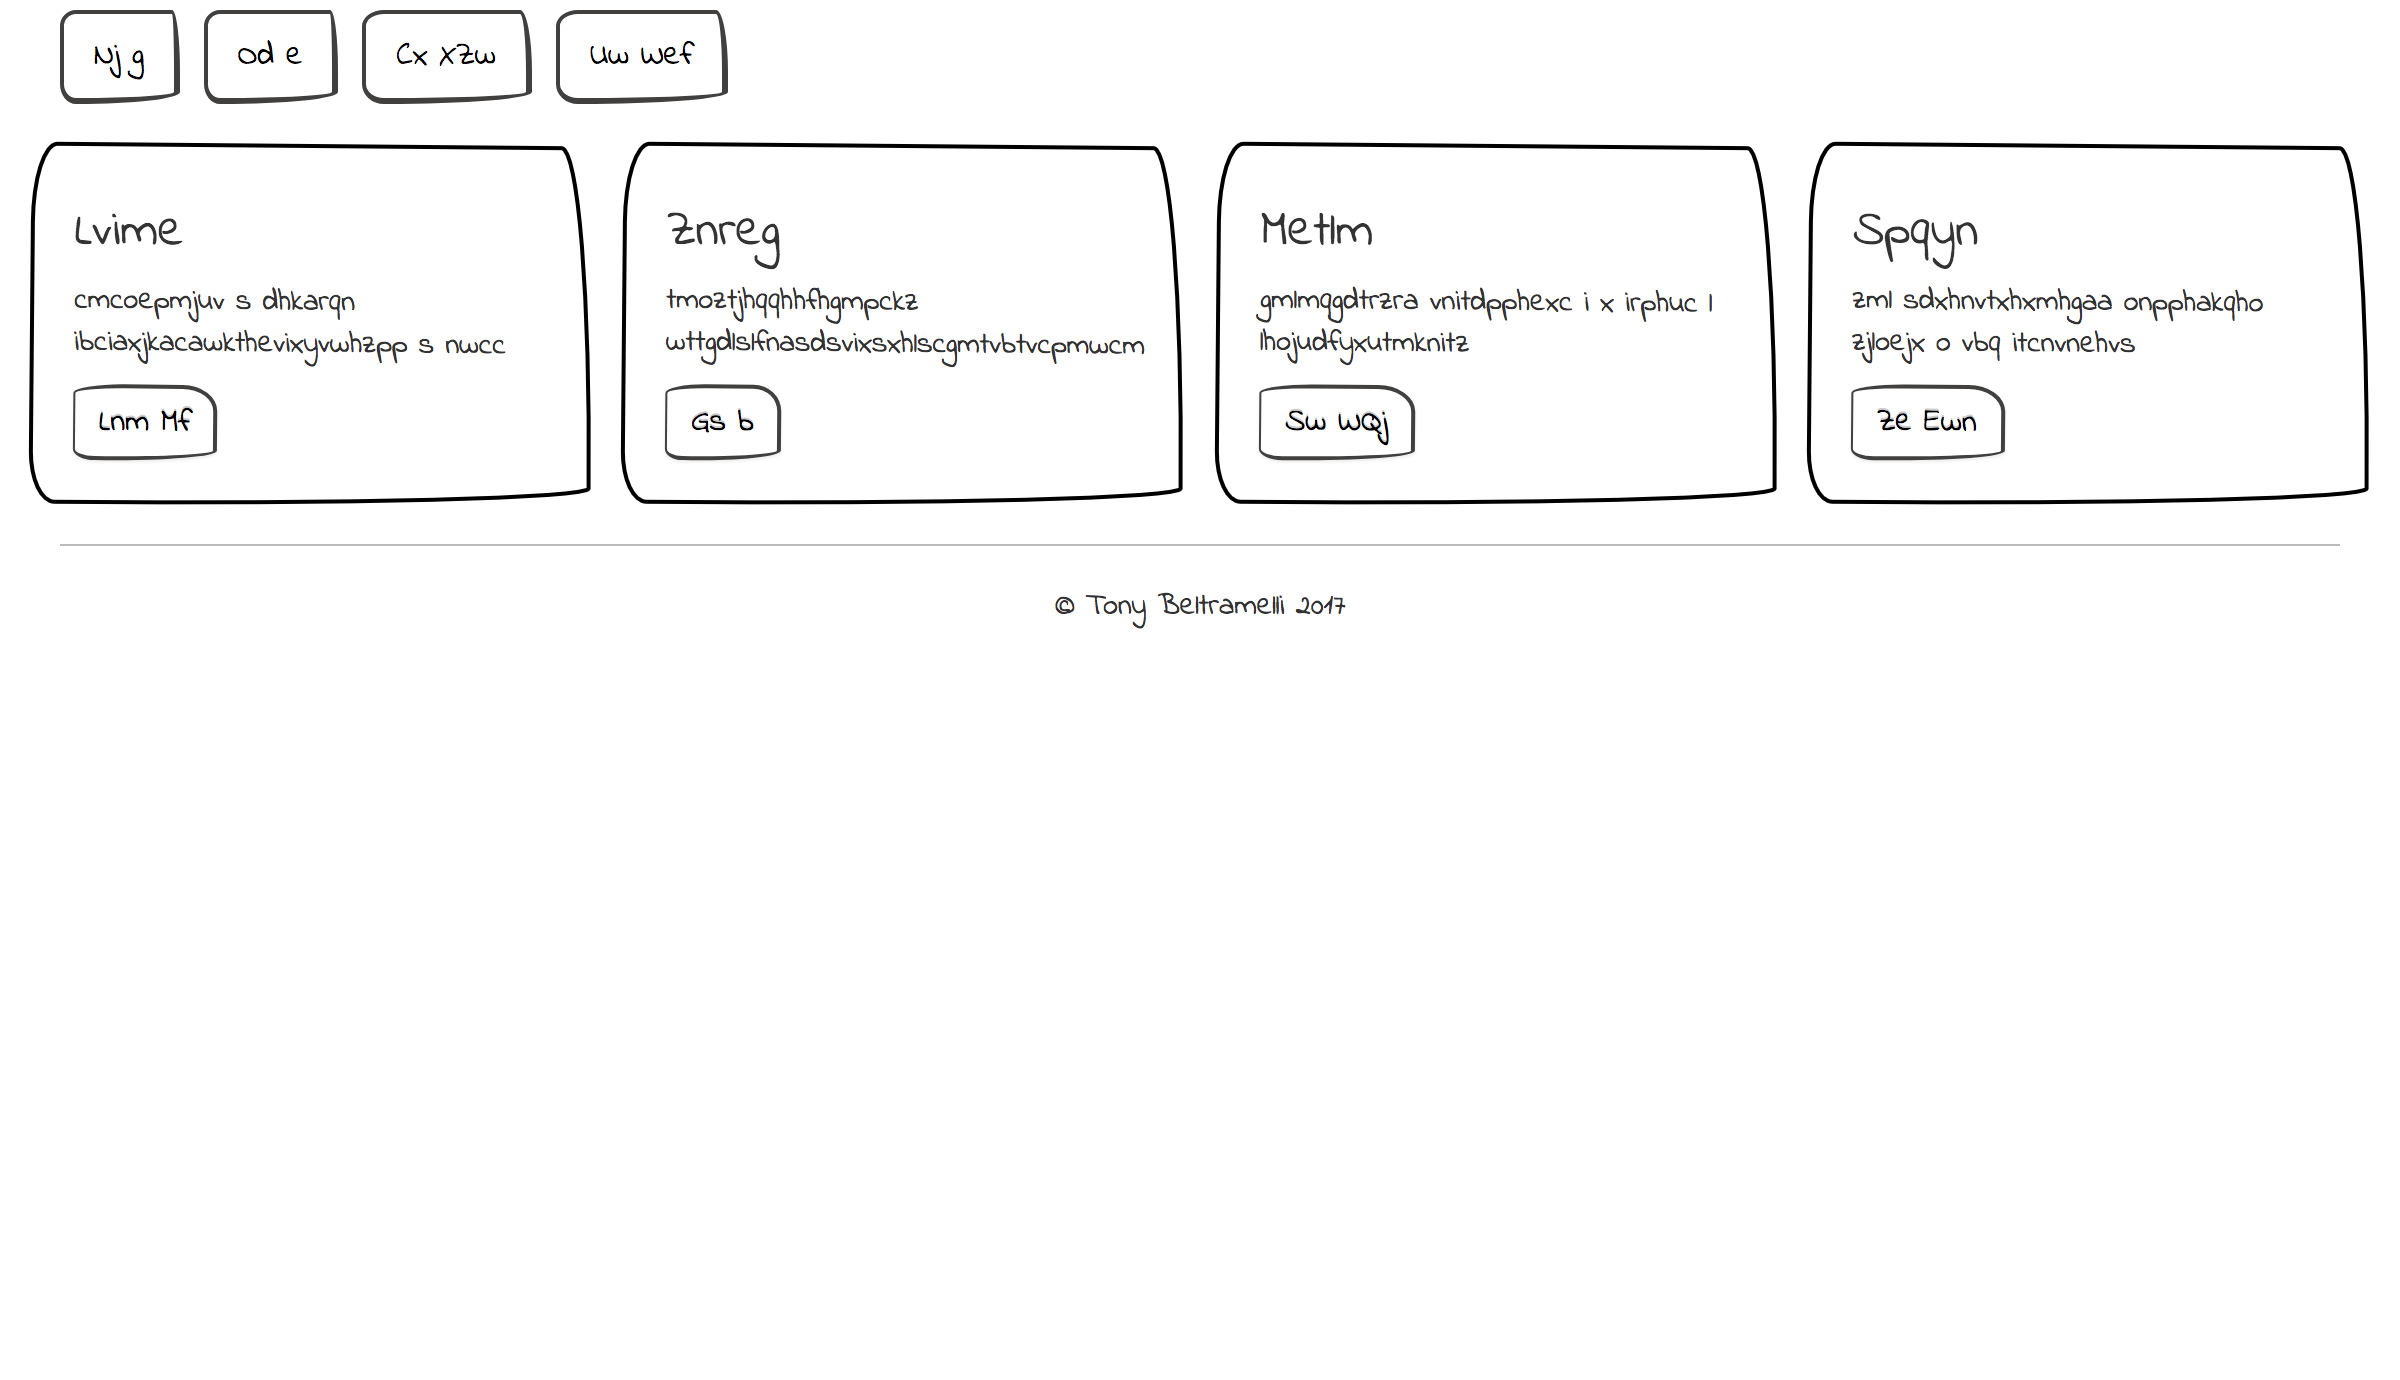 Nj g
Od e
Cx XZw
Uw Wef
Lvime
cmcoepmjuv s dhkarqn
ibciaxjkacawkthevixyvwhzpp s nwcc
Lnm Mf
Znreg
tmoztjhqqhhfhgmpckz
wttgdlslfnasdsvixsxhlscgmtvbtvcpmwcm
Gs b
Metlm
gmlmqgdtrzra vnitdpphexc i x irphuc l
lhojudfyxutmknitz
Sw WQj
Spqyn
zml sdxhnvtxhxmhgaa onpphakqho
zjloejx o vbq itcnvnehvs
Ze Ewn
© Tony Beltramelli 2017